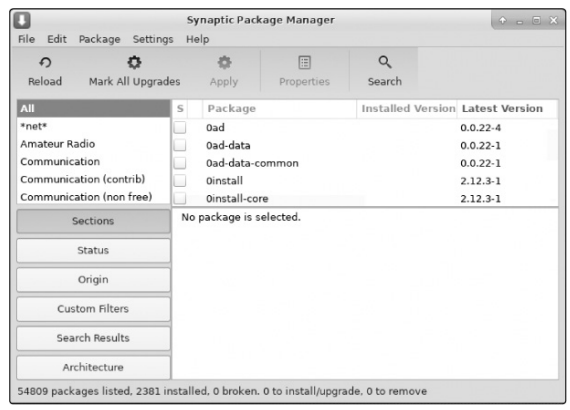 Synaptic Package Manager
File Edit Package Settings Help
Reload Mark All Upgrades Apply Properties Search
All
*net*
Amateur Radio
Communication
Communication (contrib)
Communication (non free)
S Package Installed Version Latest Version
0ad 0.0.22-4
0ad-data 0.0.22-1
0ad-data-common 0.0.22-1
0install 2.12.3-1
0install-core 2.12.3-1
Sections
Status
Origin
Custom Filters
Search Results
Architecture
No package is selected.
54809 packages listed, 2381 installed, 0 broken. 0 to install/upgrade, 0 to remove